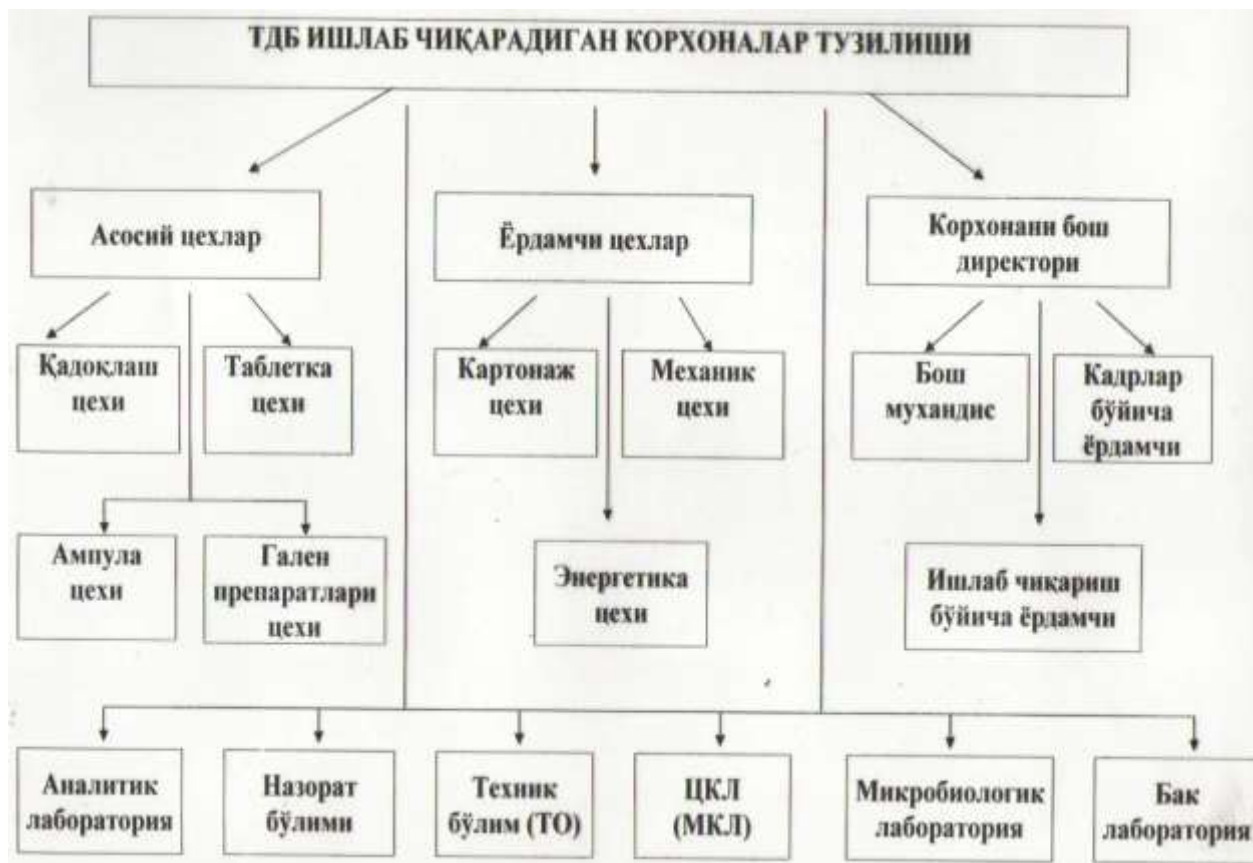 ТДБ ИШЛАБ ЧИҚАРАДИГАН КОРХОНАЛАР ТУЗИЛИШИ
Асосий цехлар
Ёрдамчи цехлар
Корхонани бош
директори
Қадоқлаш
цехи
Таблетка
цехи
Картонаж
цехи
Механик
цехи
Бош
мухандис
Кадрлар
бўйича
ёрдамчи
Ампула
цехи
Гален
препаратлари
цехи
Энергетика
цехи
Ишлаб чиқариш
бўйича ёрдамчи
Аналитик
лаборатория
Назорат
бўлими
Техник
бўлим (ТО)
ЦКЛ
(МКЛ)
Микробиологик
лаборатория
Бак
лаборатория